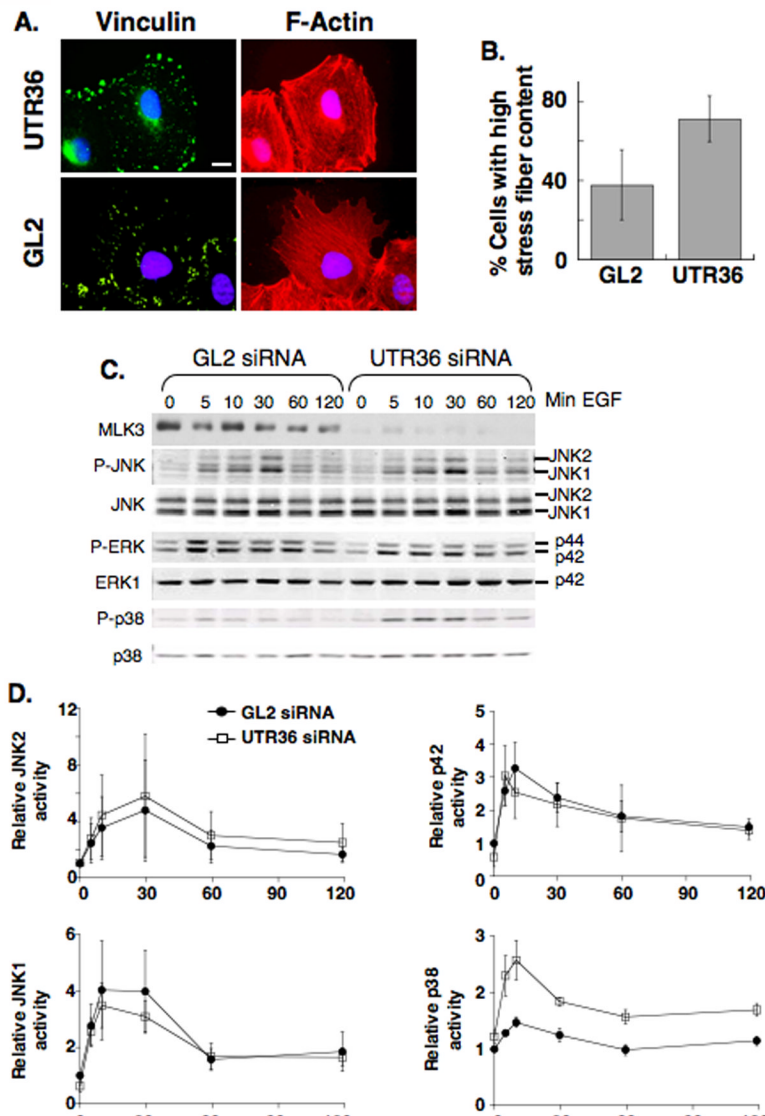 A.
Vinculin F-Actin
UTR36
GL2
B.
% Cells with high
stress fiber content
80
40
0
GL2 UTR36
C.
GL2 siRNA UTR36 siRNA
0 5 10 30 60 120 0 5 10 30 60 120 Min EGF
MLK3
P-JNK
JNK2
JNK1
JNK
JNK2
JNK1
P-ERK
p44
p42
ERK1
p42
P-p38
p38
D.
GL2 siRNA
UTR36 siRNA
Relative JNK2
activity
12
8
4
0
0 30 60 90 120
Relative p42
activity
5
4
3
2
1
0
0 30 60 90 120
Relative JNK1
activity
6
4
2
0
Relative p38
activity
3
2
1
0